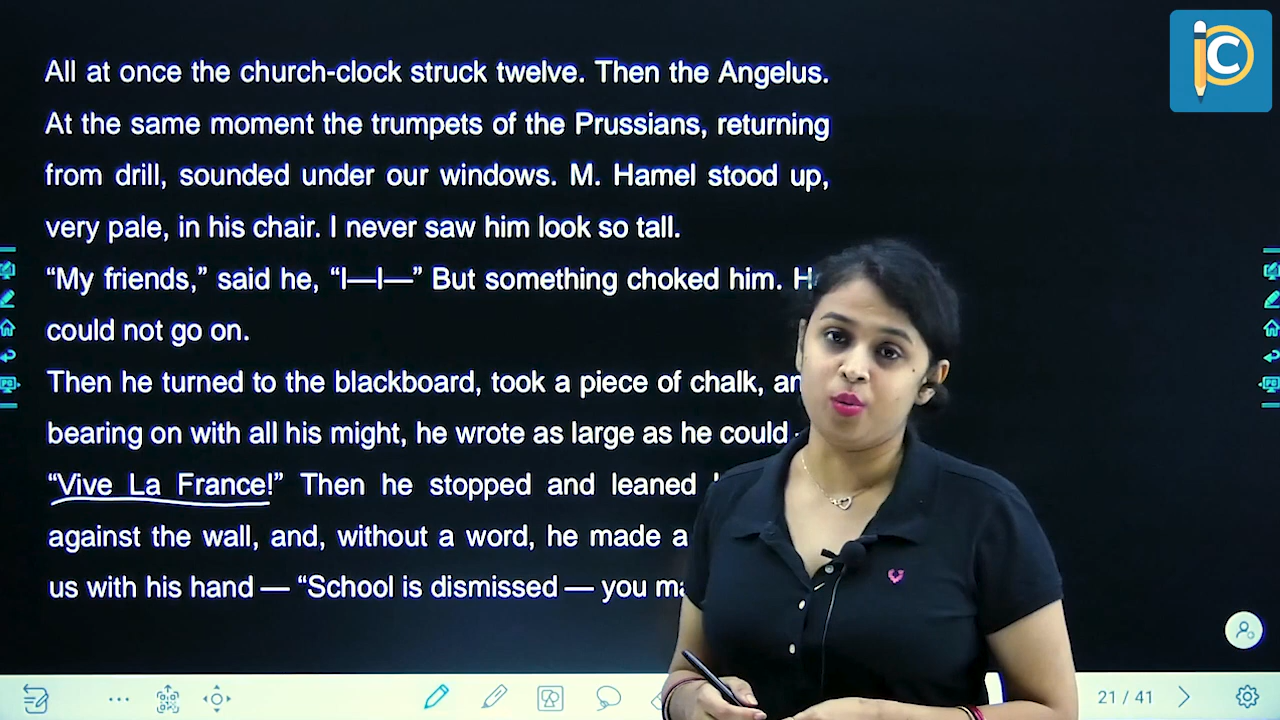 All at once the church-clock struck twelve. Then the Angelus.
At the same moment the trumpets of the Prussians, returning
from drill, sounded under our windows. M. Hamel stood up,
very pale, in his chair. I never saw him look so tall.
“My friends,” said he, “I—I—” But something choked him.
could not go on.
Then he turned to the blackboard, took a piece of chalk,
bearing on with all his might, he wrote as large as he could
“Vive La France!” Then he stopped and leaned
against the wall, and, without a word, he made a
us with his hand — “School is dismissed — you
21 / 41